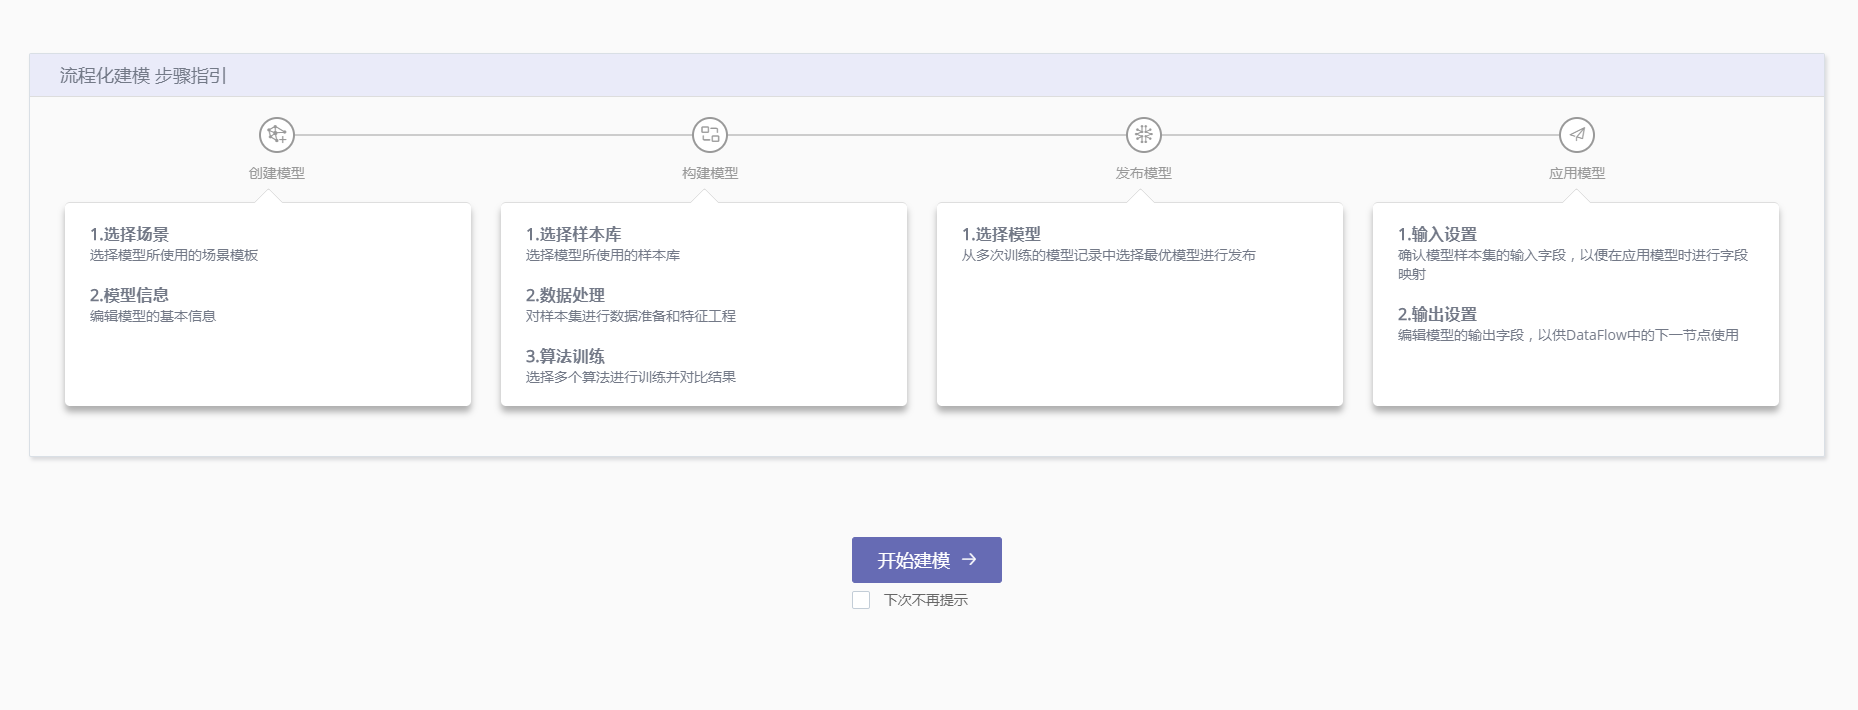 流程化建模 步骤指引
创建模型
构建模型
发布模型
应用模型
1.选择场景
选择模型所使用的场景模板
2.模型信息
编辑模型的基本信息
1.选择样本库
选择模型所使用的样本库
2.数据处理
对样本集进行数据准备和特征工程
3.算法训练
选择多个算法进行训练并对比结果
1.选择模型
从多次训练的模型记录中选择最优模型进行发布
1.输入设置
确认模型样本集的输入字段，以便在应用模型时进行字段
映射
2.输出设置
编辑模型的输出字段，以供DataFlow中的下一节点使用
开始建模
下次不再提示